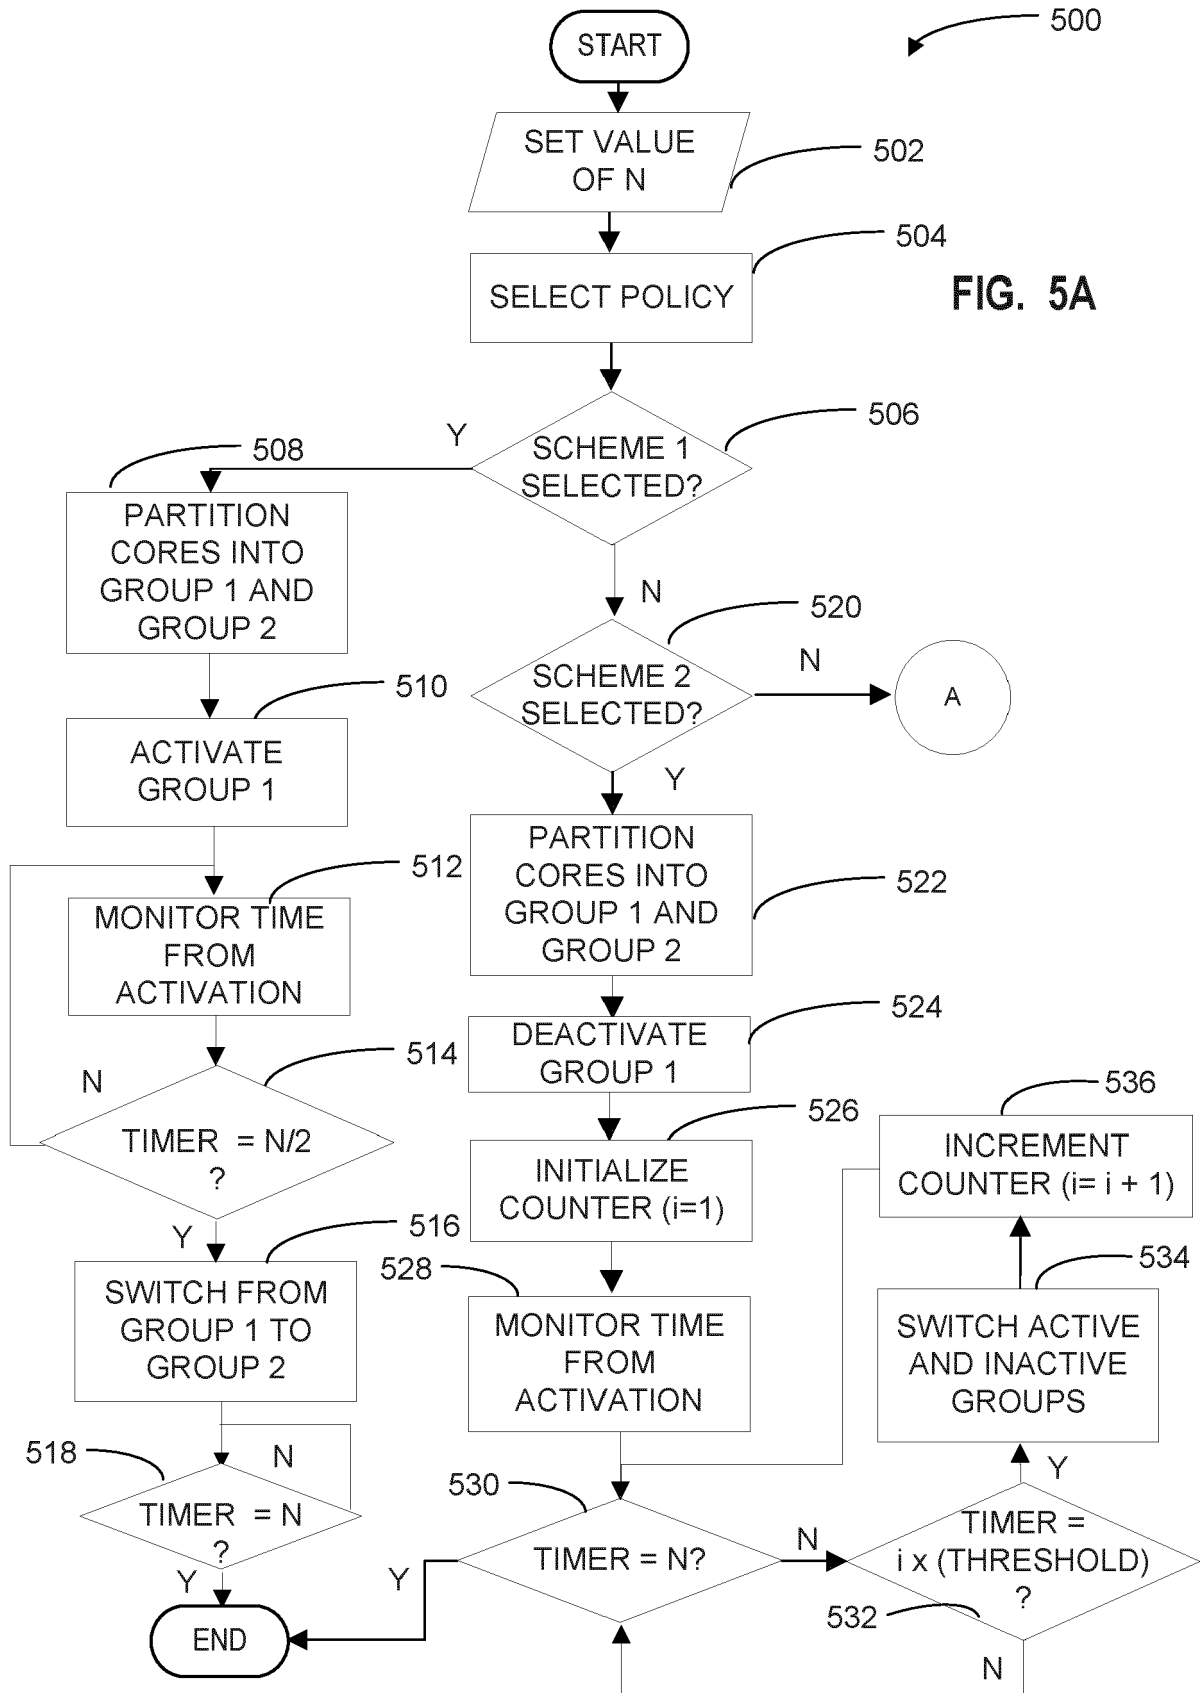 500
START
SET VALUE
OF N
502
504
SELECT POLICY
FIG. 5A
506
Y
SCHEME 1
SELECTED?
508
PARTITION
CORES INTO
GROUP 1 AND
GROUP 2
N
520
SCHEME 2
SELECTED?
N
A
510
ACTIVATE
GROUP 1
Y
PARTITION
CORES INTO
GROUP 1 AND
GROUP 2
522
512
MONITOR TIME
FROM
ACTIVATION
524
DEACTIVATE
GROUP 1
514
N
TIMER = N/2
?
526
INITIALIZE
COUNTER (i=1)
536
INCREMENT
COUNTER (i= i + 1)
Y
516
SWITCH FROM
GROUP 1 TO
GROUP 2
528
MONITOR TIME
FROM
ACTIVATION
534
SWITCH ACTIVE
AND INACTIVE
GROUPS
518
N
TIMER = N
?
Y
END
530
TIMER = N?
Y
N
Y
TIMER =
i x (THRESHOLD)
?
532
N